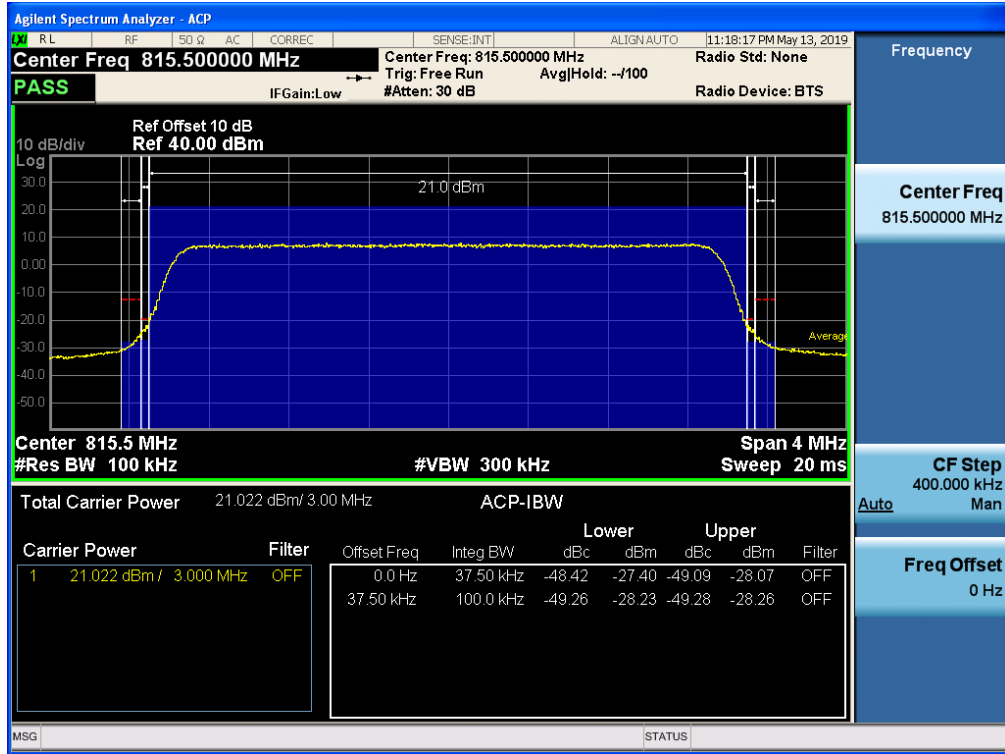 Agilent Spectrum Analyzer - ACP
LXI RL RF 50 Ω AC CORREC SENSE:INT ALIGN AUTO 11:18:17 PM May 13, 2019
Center Freq 815.500000 MHz
Center Freq: 815.500000 MHz Radio Std: None
Trig: Free Run Avg|Hold: --/100
PASS
IFGain:Low #Atten: 30 dB Radio Device: BTS
Frequency
Ref Offset 10 dB
10 dB/div Ref 40.00 dBm
Log
30.0
21.0 dBm
20.0
10.0
0.00
-10.0
-20.0
-30.0
Average
-40.0
-50.0
Center Freq
815.500000 MHz
Center 815.5 MHz Span 4 MHz
#Res BW 100 kHz #VBW 300 kHz Sweep 20 ms
CF Step
400.000 kHz
Auto Man
Total Carrier Power 21.022 dBm/ 3.00 MHz ACP-IBW
Lower Upper
Carrier Power Filter Offset Freq Integ BW dBc dBm dBc dBm Filter
1 21.022 dBm / 3.000 MHz OFF 0.0 Hz 37.50 kHz -48.42 -27.40 -49.09 -28.07 OFF
37.50 kHz 100.0 kHz -49.26 -28.23 -49.28 -28.26 OFF
Freq Offset
0 Hz
MSG STATUS